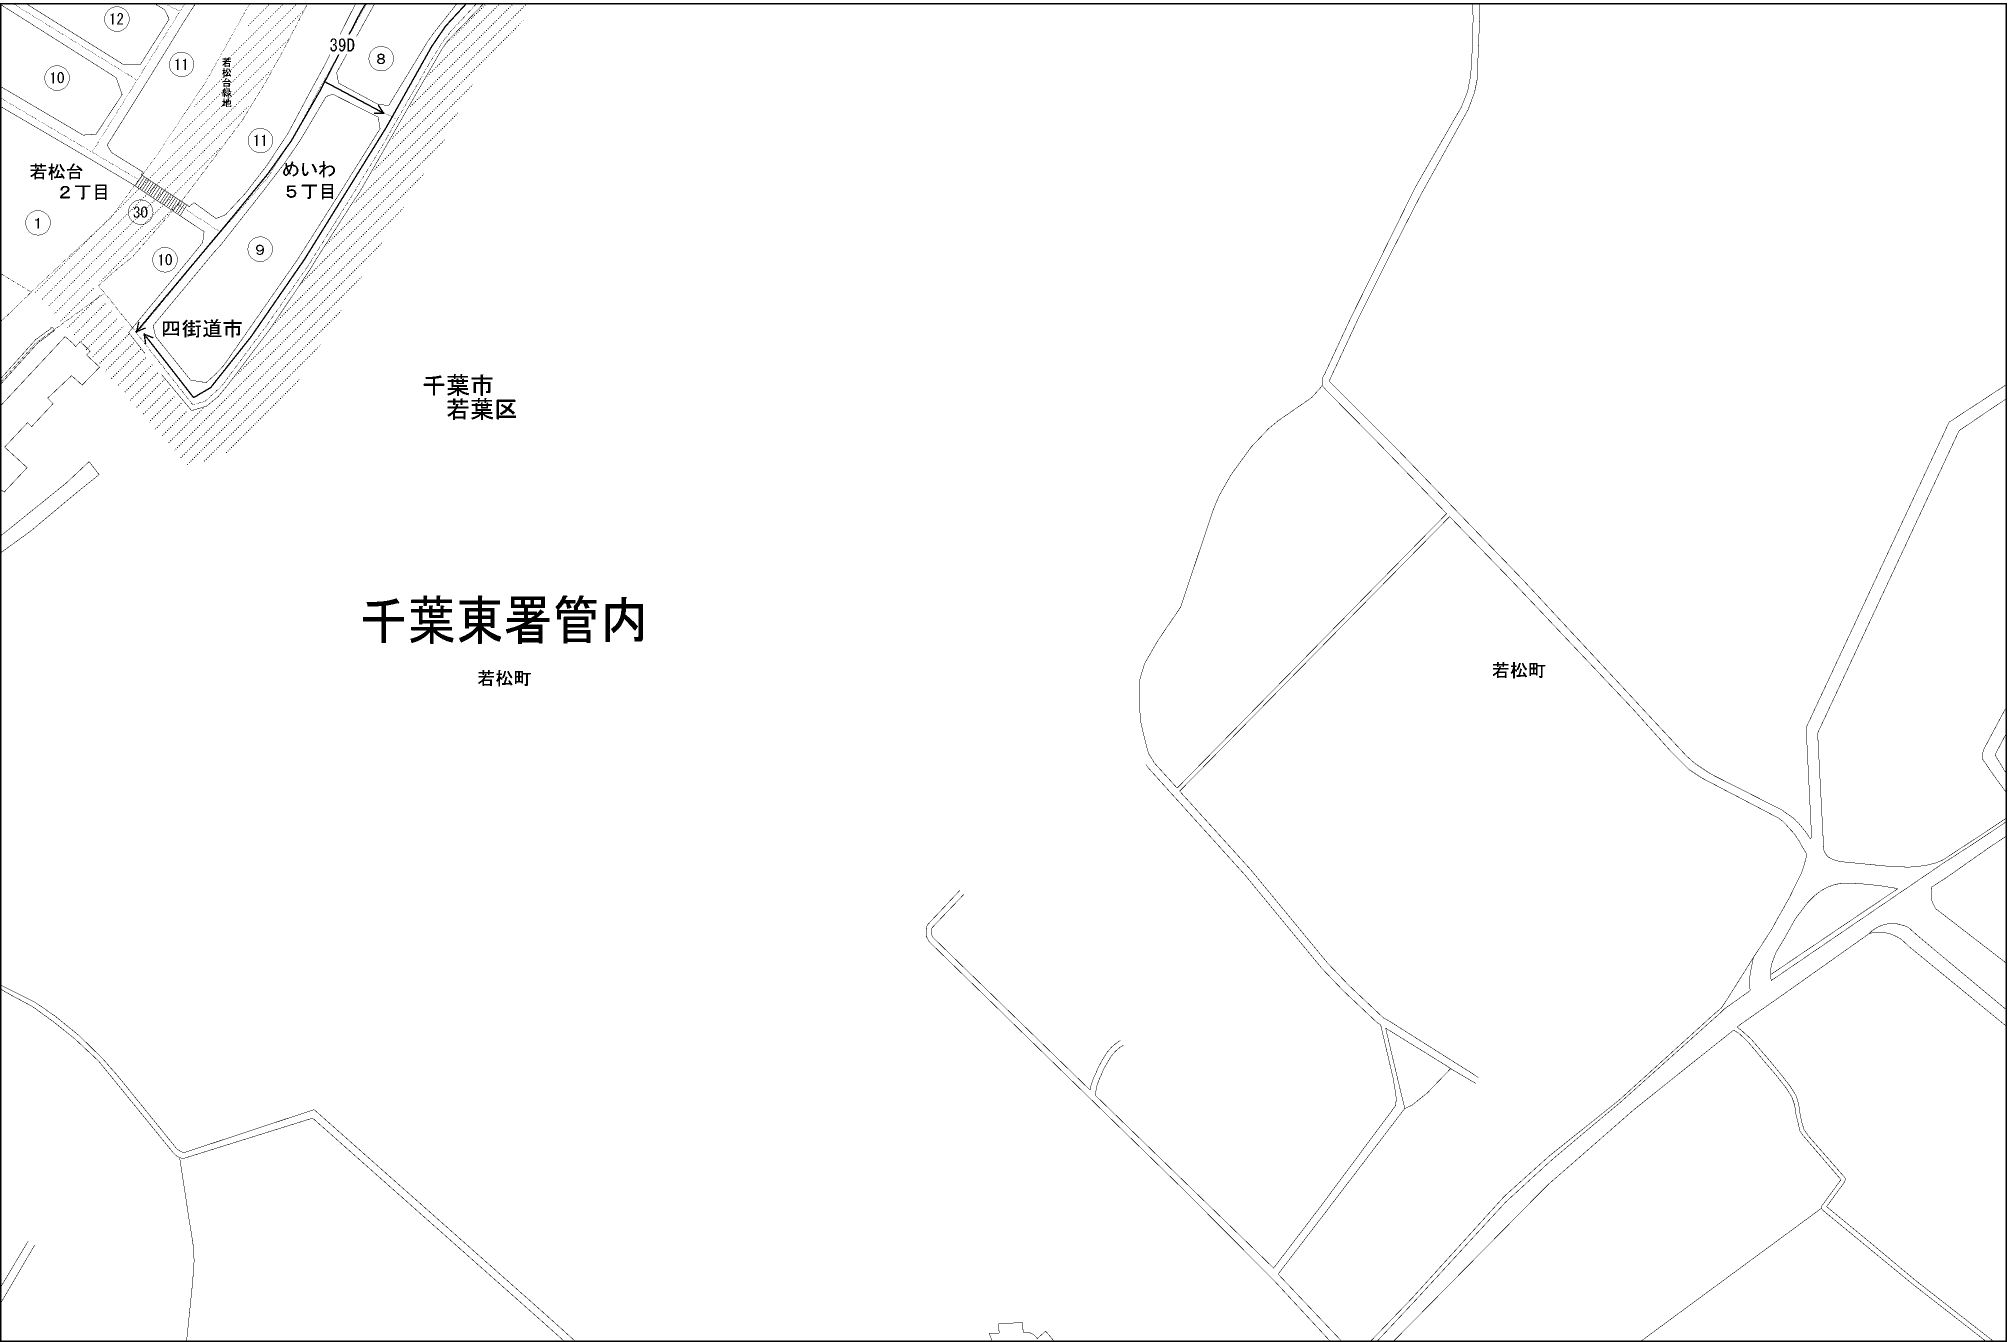 12
39D
8
11
10
若松台緑地
11
めいわ
5丁目
若松台
2丁目
30
1
9
10
四街道市
千葉市
若葉区
千葉東署管内
若松町
若松町